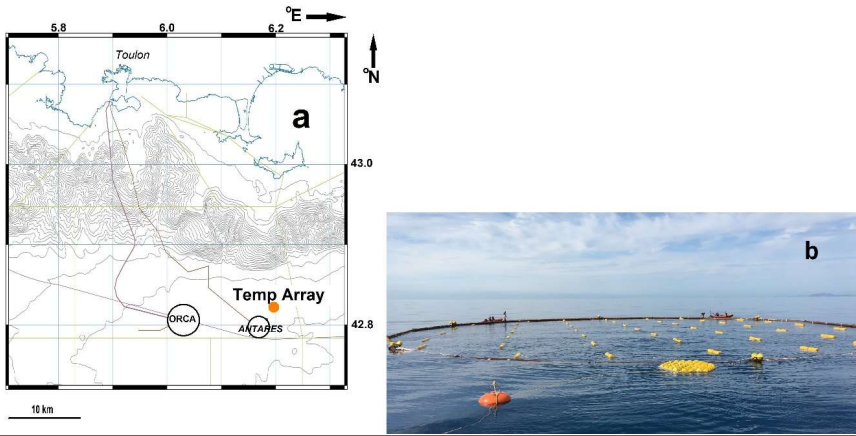 °E
5.8 6.0 6.2
Toulon
°N
a
43.0
Temp Array
ORCA
ANTARES
42.8
10 km
b